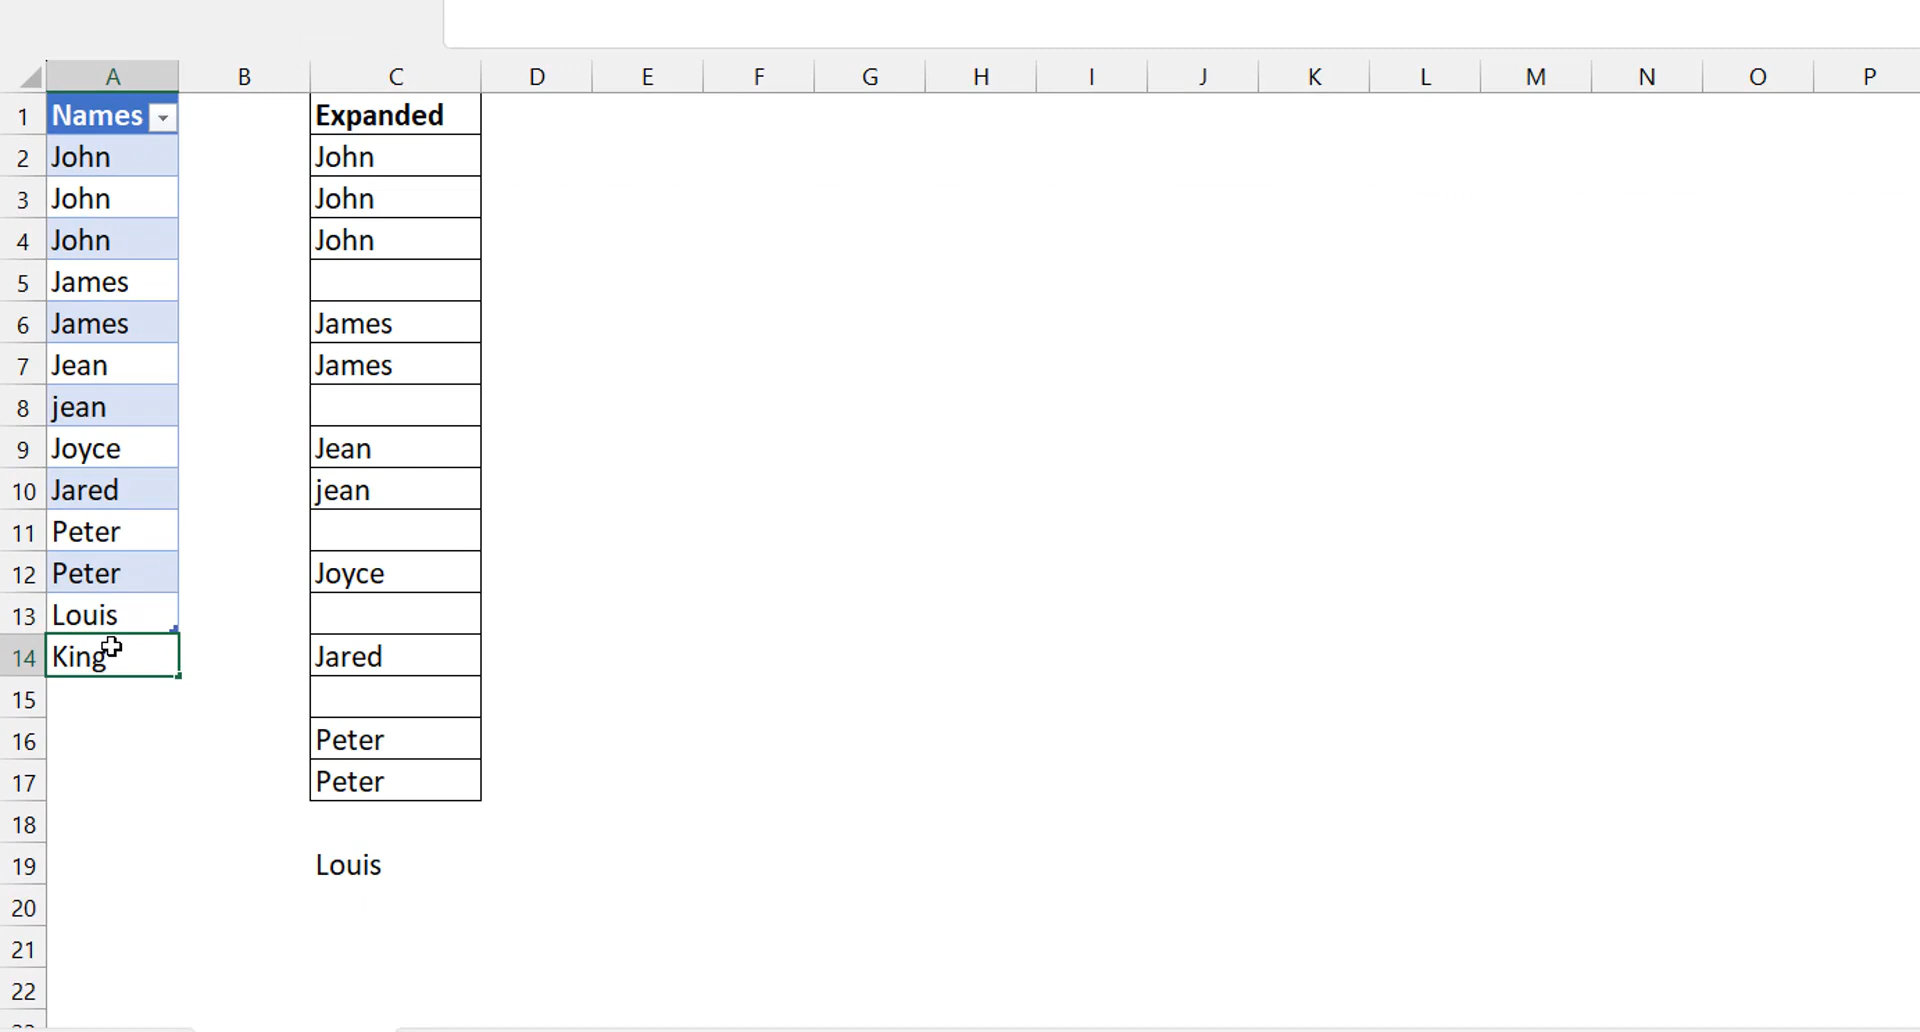 A B C D E F G H I J K L M N O P
1 Names Expanded
2 John John
3 John John
4 John John
5 James
6 James James
7 Jean James
8 jean
9 Joyce Jean
10 Jared jean
11 Peter
12 Peter Joyce
13 Louis
14 King Jared
15
16 Peter
17 Peter
18
19 Louis
20
21
22